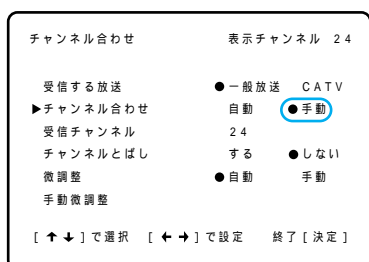 チャンネル合わせ 表示チャンネル 24
受信する放送 ●一般放送 CATV
▶チャンネル合わせ 自動 ●手動
受信チャンネル 24
チャンネルとばし する ●しない
微調整 ●自動 手動
手動微調整
[↑↓]で選択 [←→]で設定 終了[決定]